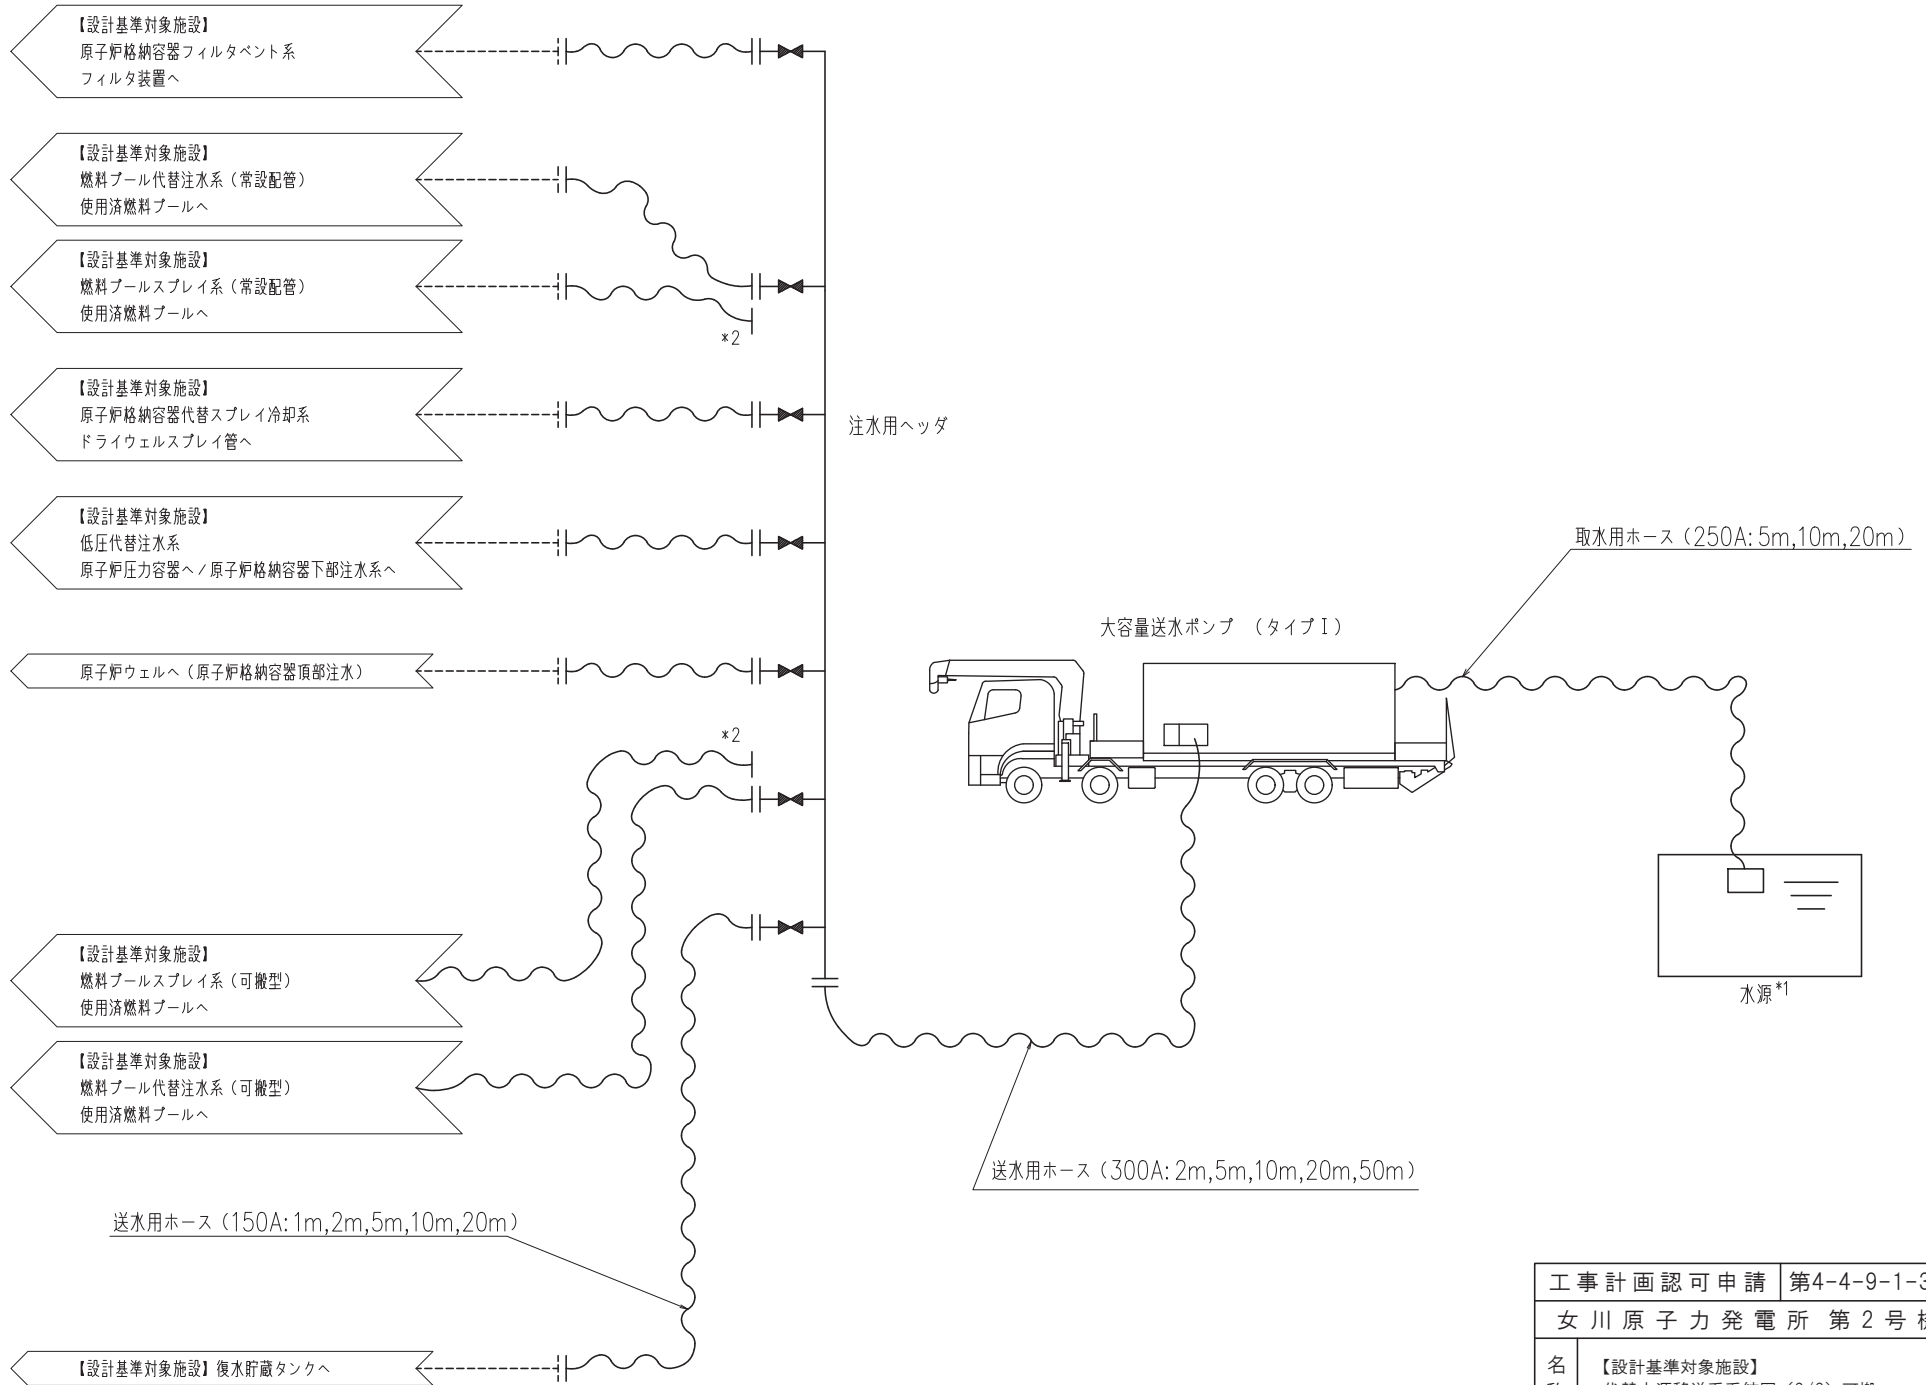 【設計基準対象施設】
原子炉格納容器フィルタベント系
フィルタ装置へ
【設計基準対象施設】
燃料プール代替注水系（常設配管）
使用済燃料プールへ
【設計基準対象施設】
燃料プールスプレイ系（常設配管）
使用済燃料プールへ
*2
【設計基準対象施設】
原子炉格納容器代替スプレイ冷却系
ドライウェルスプレイ管へ
注水用ヘッダ
【設計基準対象施設】
低圧代替注水系
原子炉圧力容器へ／原子炉格納容器下部注水系へ
取水用ホース（250A:5m,10m,20m）
大容量送水ポンプ （タイプⅠ）
原子炉ウェルへ（原子炉格納容器頂部注水）
*2
【設計基準対象施設】
燃料プールスプレイ系（可搬型）
使用済燃料プールへ
水源*1
【設計基準対象施設】
燃料プール代替注水系（可搬型）
使用済燃料プールへ
送水用ホース（300A:2m,5m,10m,20m,50m）
送水用ホース（150A:1m,2m,5m,10m,20m）
【設計基準対象施設】復水貯蔵タンクへ
工事計画認可申請 第4-4-9-1-3
女川原子力発電所 第2号
名
【設計基準対象施設】